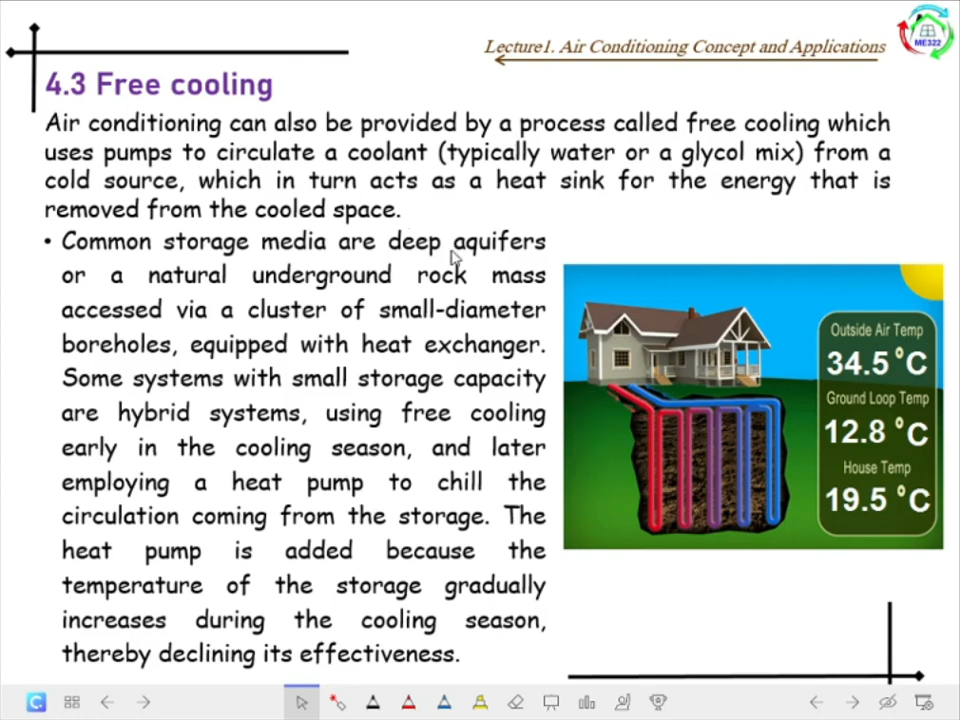 Lecture1. Air Conditioning Concept and Applications
ME322
4.3 Free cooling
Air conditioning can also be provided by a process called free cooling which
uses pumps to circulate a coolant (typically water or a glycol mix) from a
cold source, which in turn acts as a heat sink for the energy that is
removed from the cooled space.
• Common storage media are deep aquifers
or a natural underground rock mass
accessed via a cluster of small-diameter
boreholes, equipped with heat exchanger.
Some systems with small storage capacity
are hybrid systems, using free cooling
early in the cooling season, and later
employing a heat pump to chill the
circulation coming from the storage. The
heat pump is added because the
temperature of the storage gradually
increases during the cooling season,
thereby declining its effectiveness.
Outside Air Temp
34.5 °C
Ground Loop Temp
12.8 °C
House Temp
19.5 °C